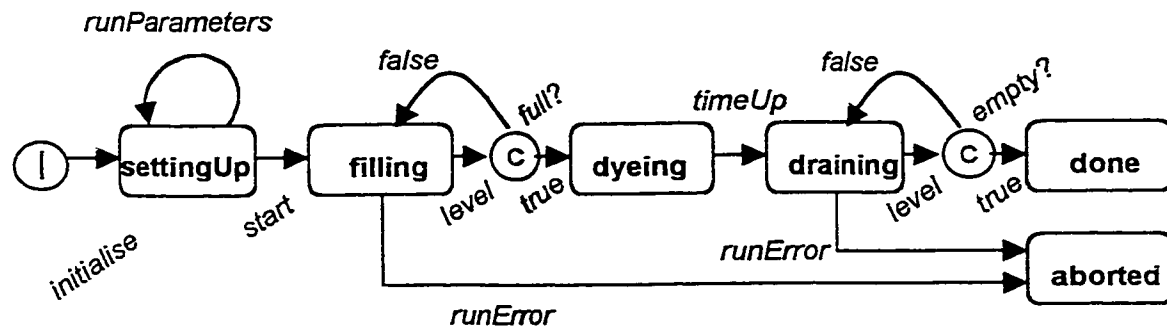 runParameters
false
full?
timeUp
false
empty?
I
settingUp
filling
C
dyeing
draining
C
done
initialise
start
level
true
level
true
runError
aborted
runError